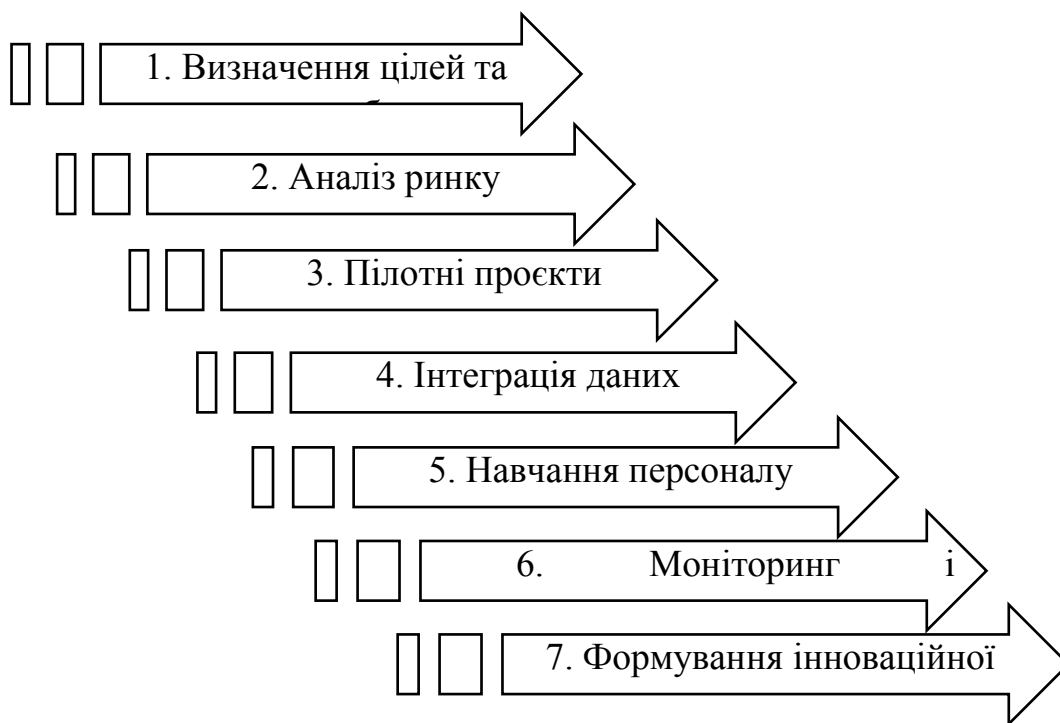 1. Визначення цілей та
2. Аналіз ринку
3. Пілотні проєкти
4. Інтеграція даних
5. Навчання персоналу
6. Моніторинг і
7. Формування інноваційної